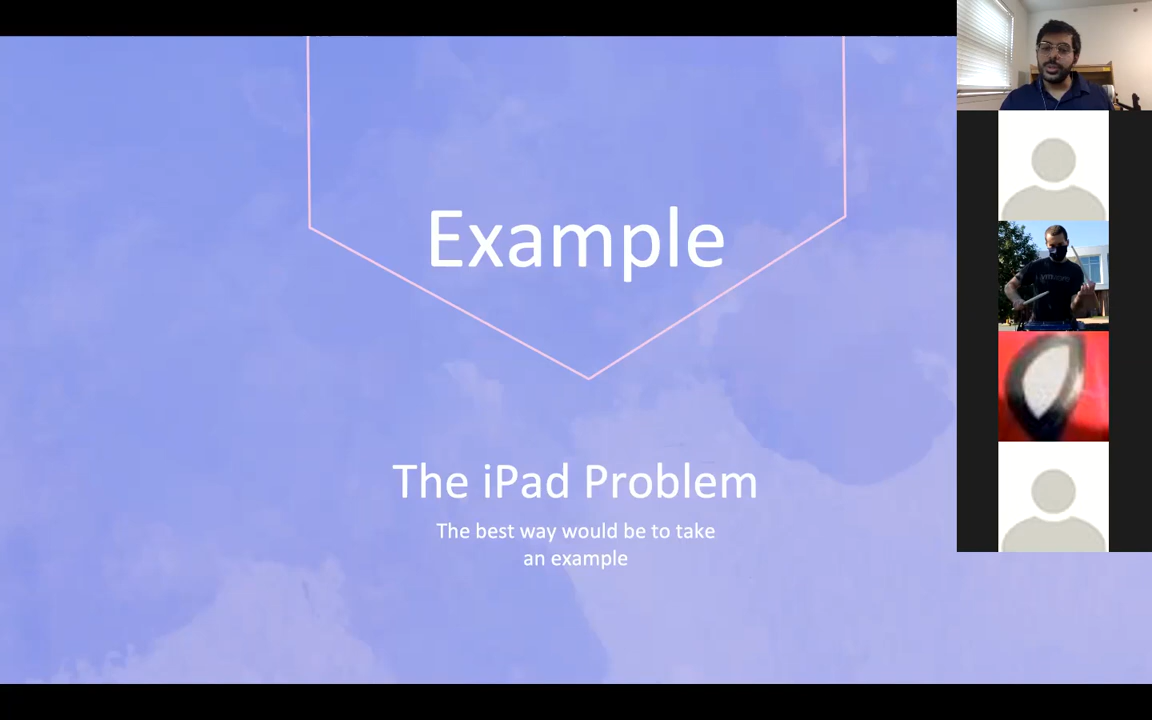 Example
The iPad Problem
The best way would be to take
an example